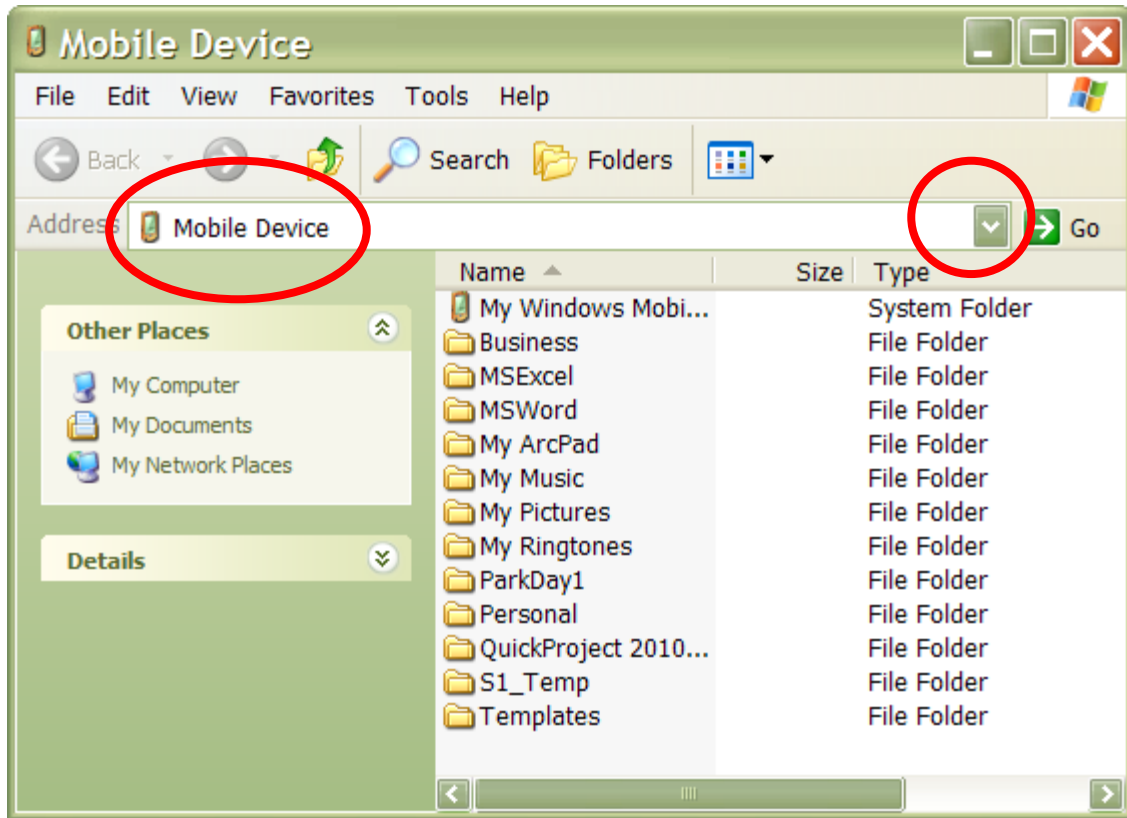 Mobile Device
File Edit View Favorites Tools Help
Back Search Folders
Address Mobile Device Go
Name Size Type
My Windows Mobi... System Folder
Business File Folder
MSExcel File Folder
MSWord File Folder
My ArcPad File Folder
My Music File Folder
My Pictures File Folder
My Ringtones File Folder
ParkDay1 File Folder
Personal File Folder
QuickProject 2010... File Folder
S1_Temp File Folder
Templates File Folder
Other Places
My Computer
My Documents
My Network Places
Details